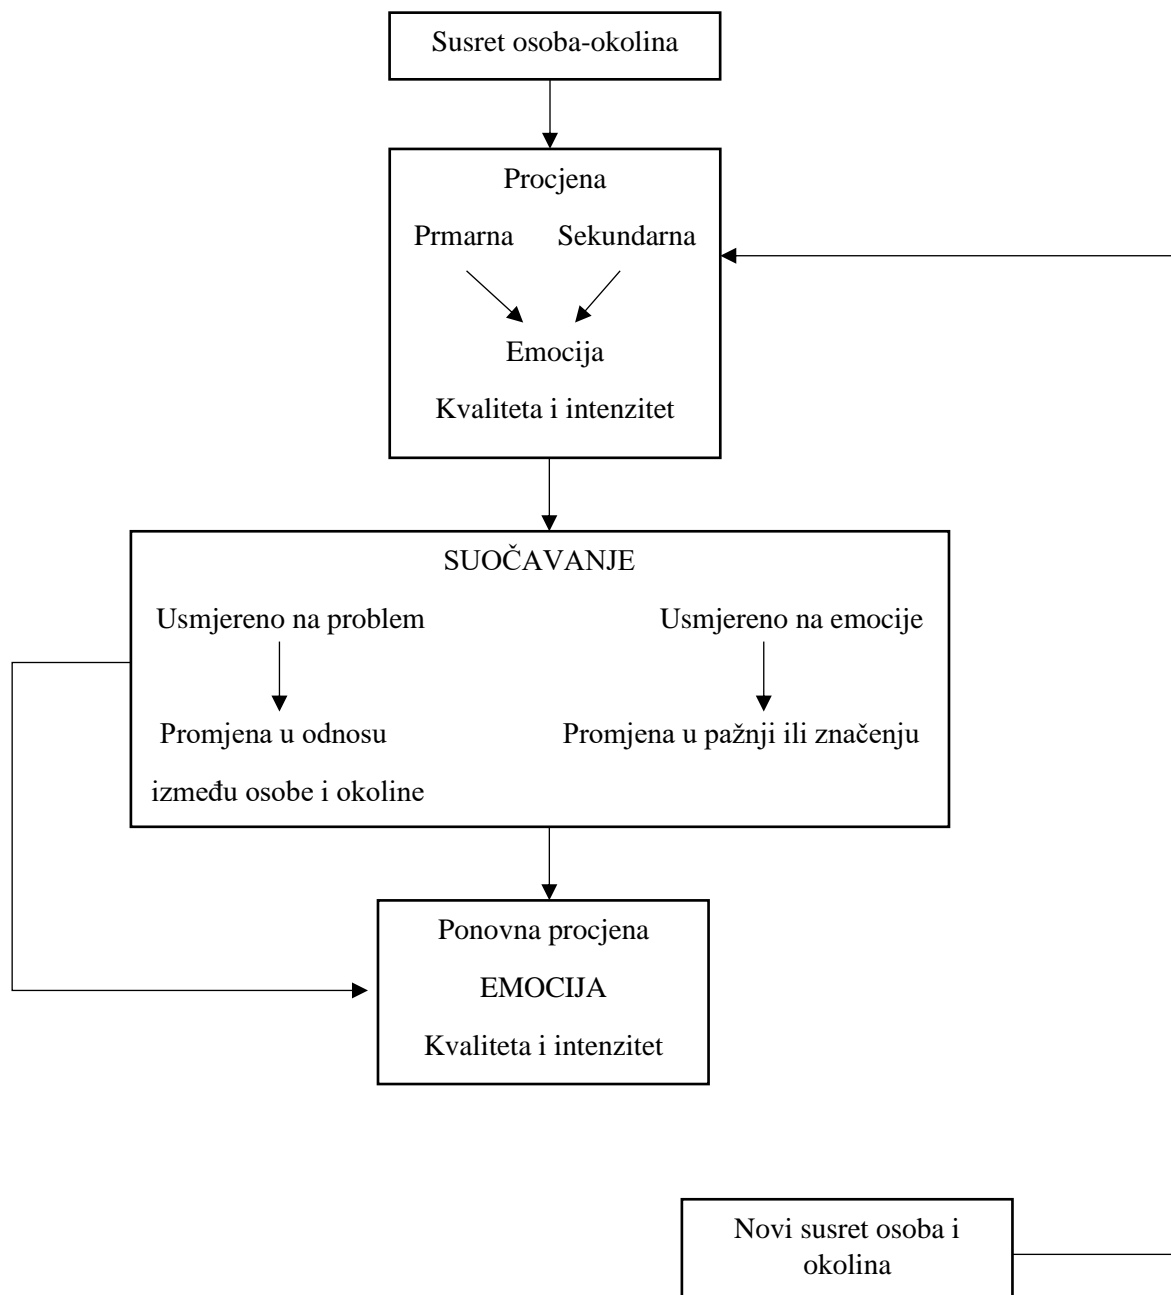 Susret osoba-okolina
Procjena
Prmarna Sekundarna
Emocija
Kvaliteta i intenzitet
SUOČAVANJE
Usmjereno na problem
Usmjereno na emocije
Promjena u odnosu
između osobe i okoline
Promjena u pažnji ili značenju
Ponovna procjena
EMOCIJA
Kvaliteta i intenzitet
Novi susret osoba i
okolina